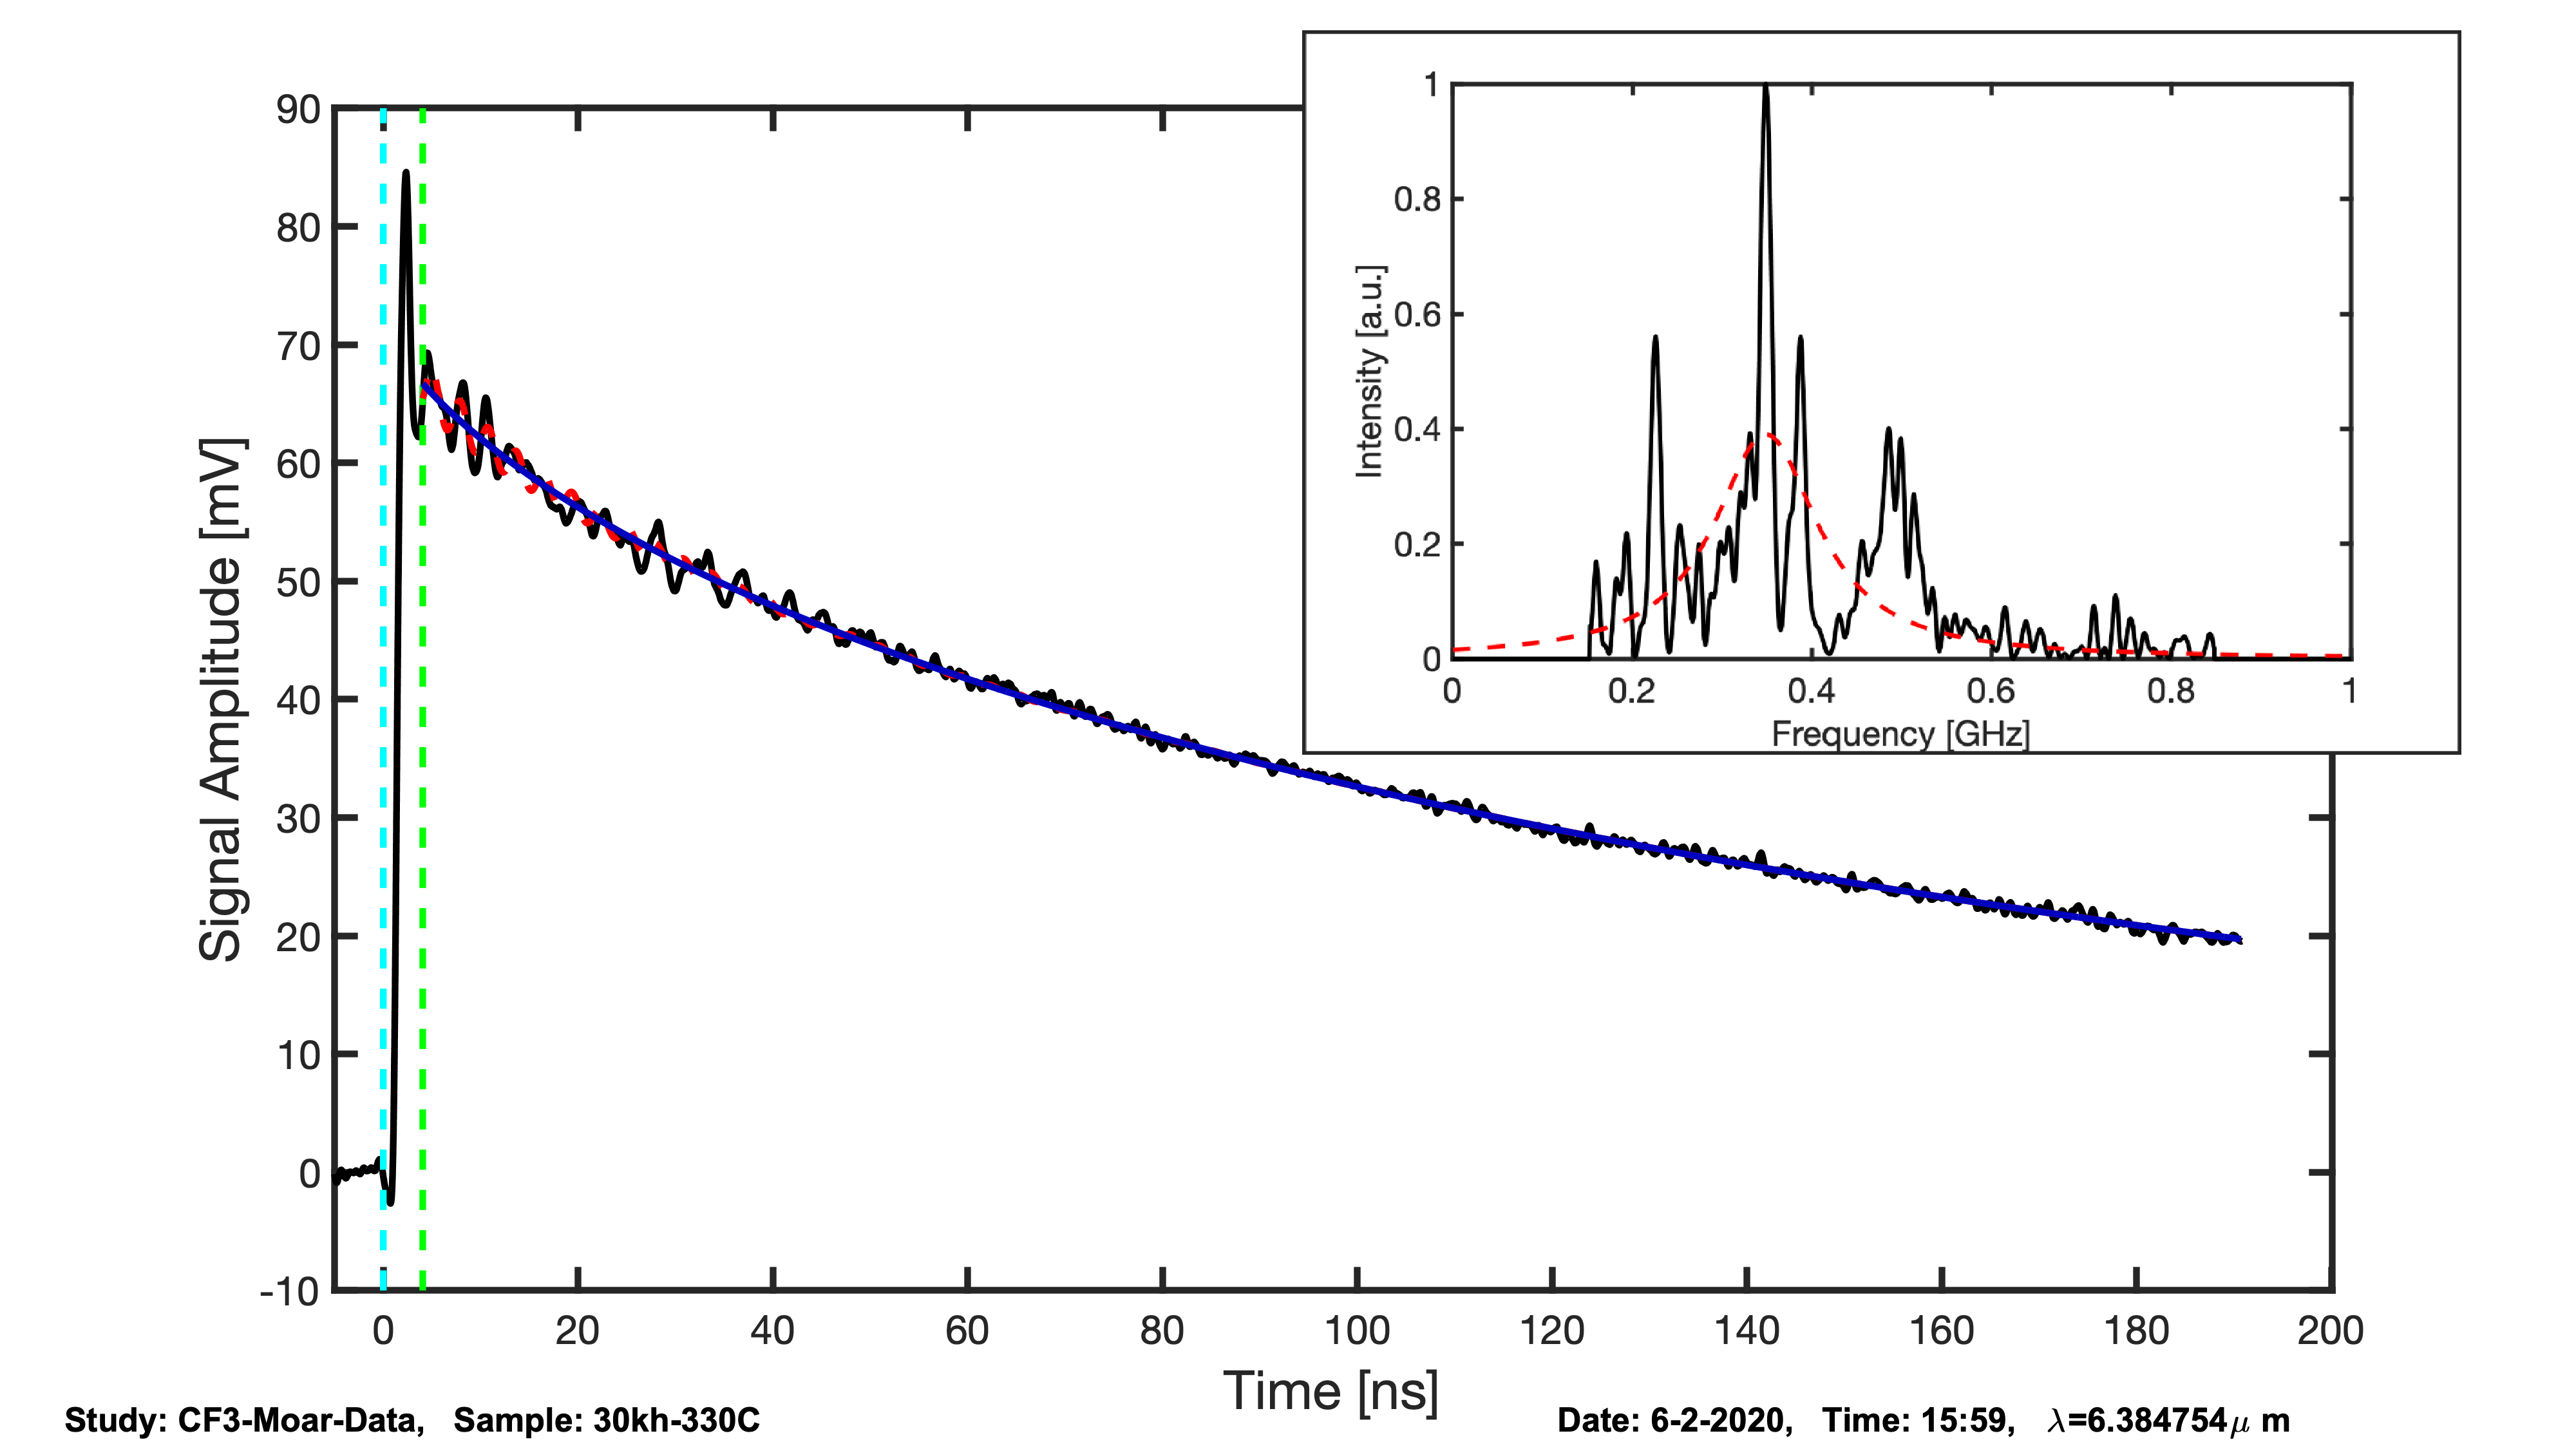 90
80
70
60
50
40
30
20
10
0
-10
Signal Amplitude [mV]
0 20 40 60 80 100 120 140 160 180 200
Time [ns]
1
0.8
0.6
0.4
0.2
0
Intensity [a.u.]
0 0.2 0.4 0.6 0.8 1
Frequency [GHz]
Study: CF3-Moar-Data, Sample: 30kh-330C
Date: 6-2-2020, Time: 15:59, λ=6.384754μ m